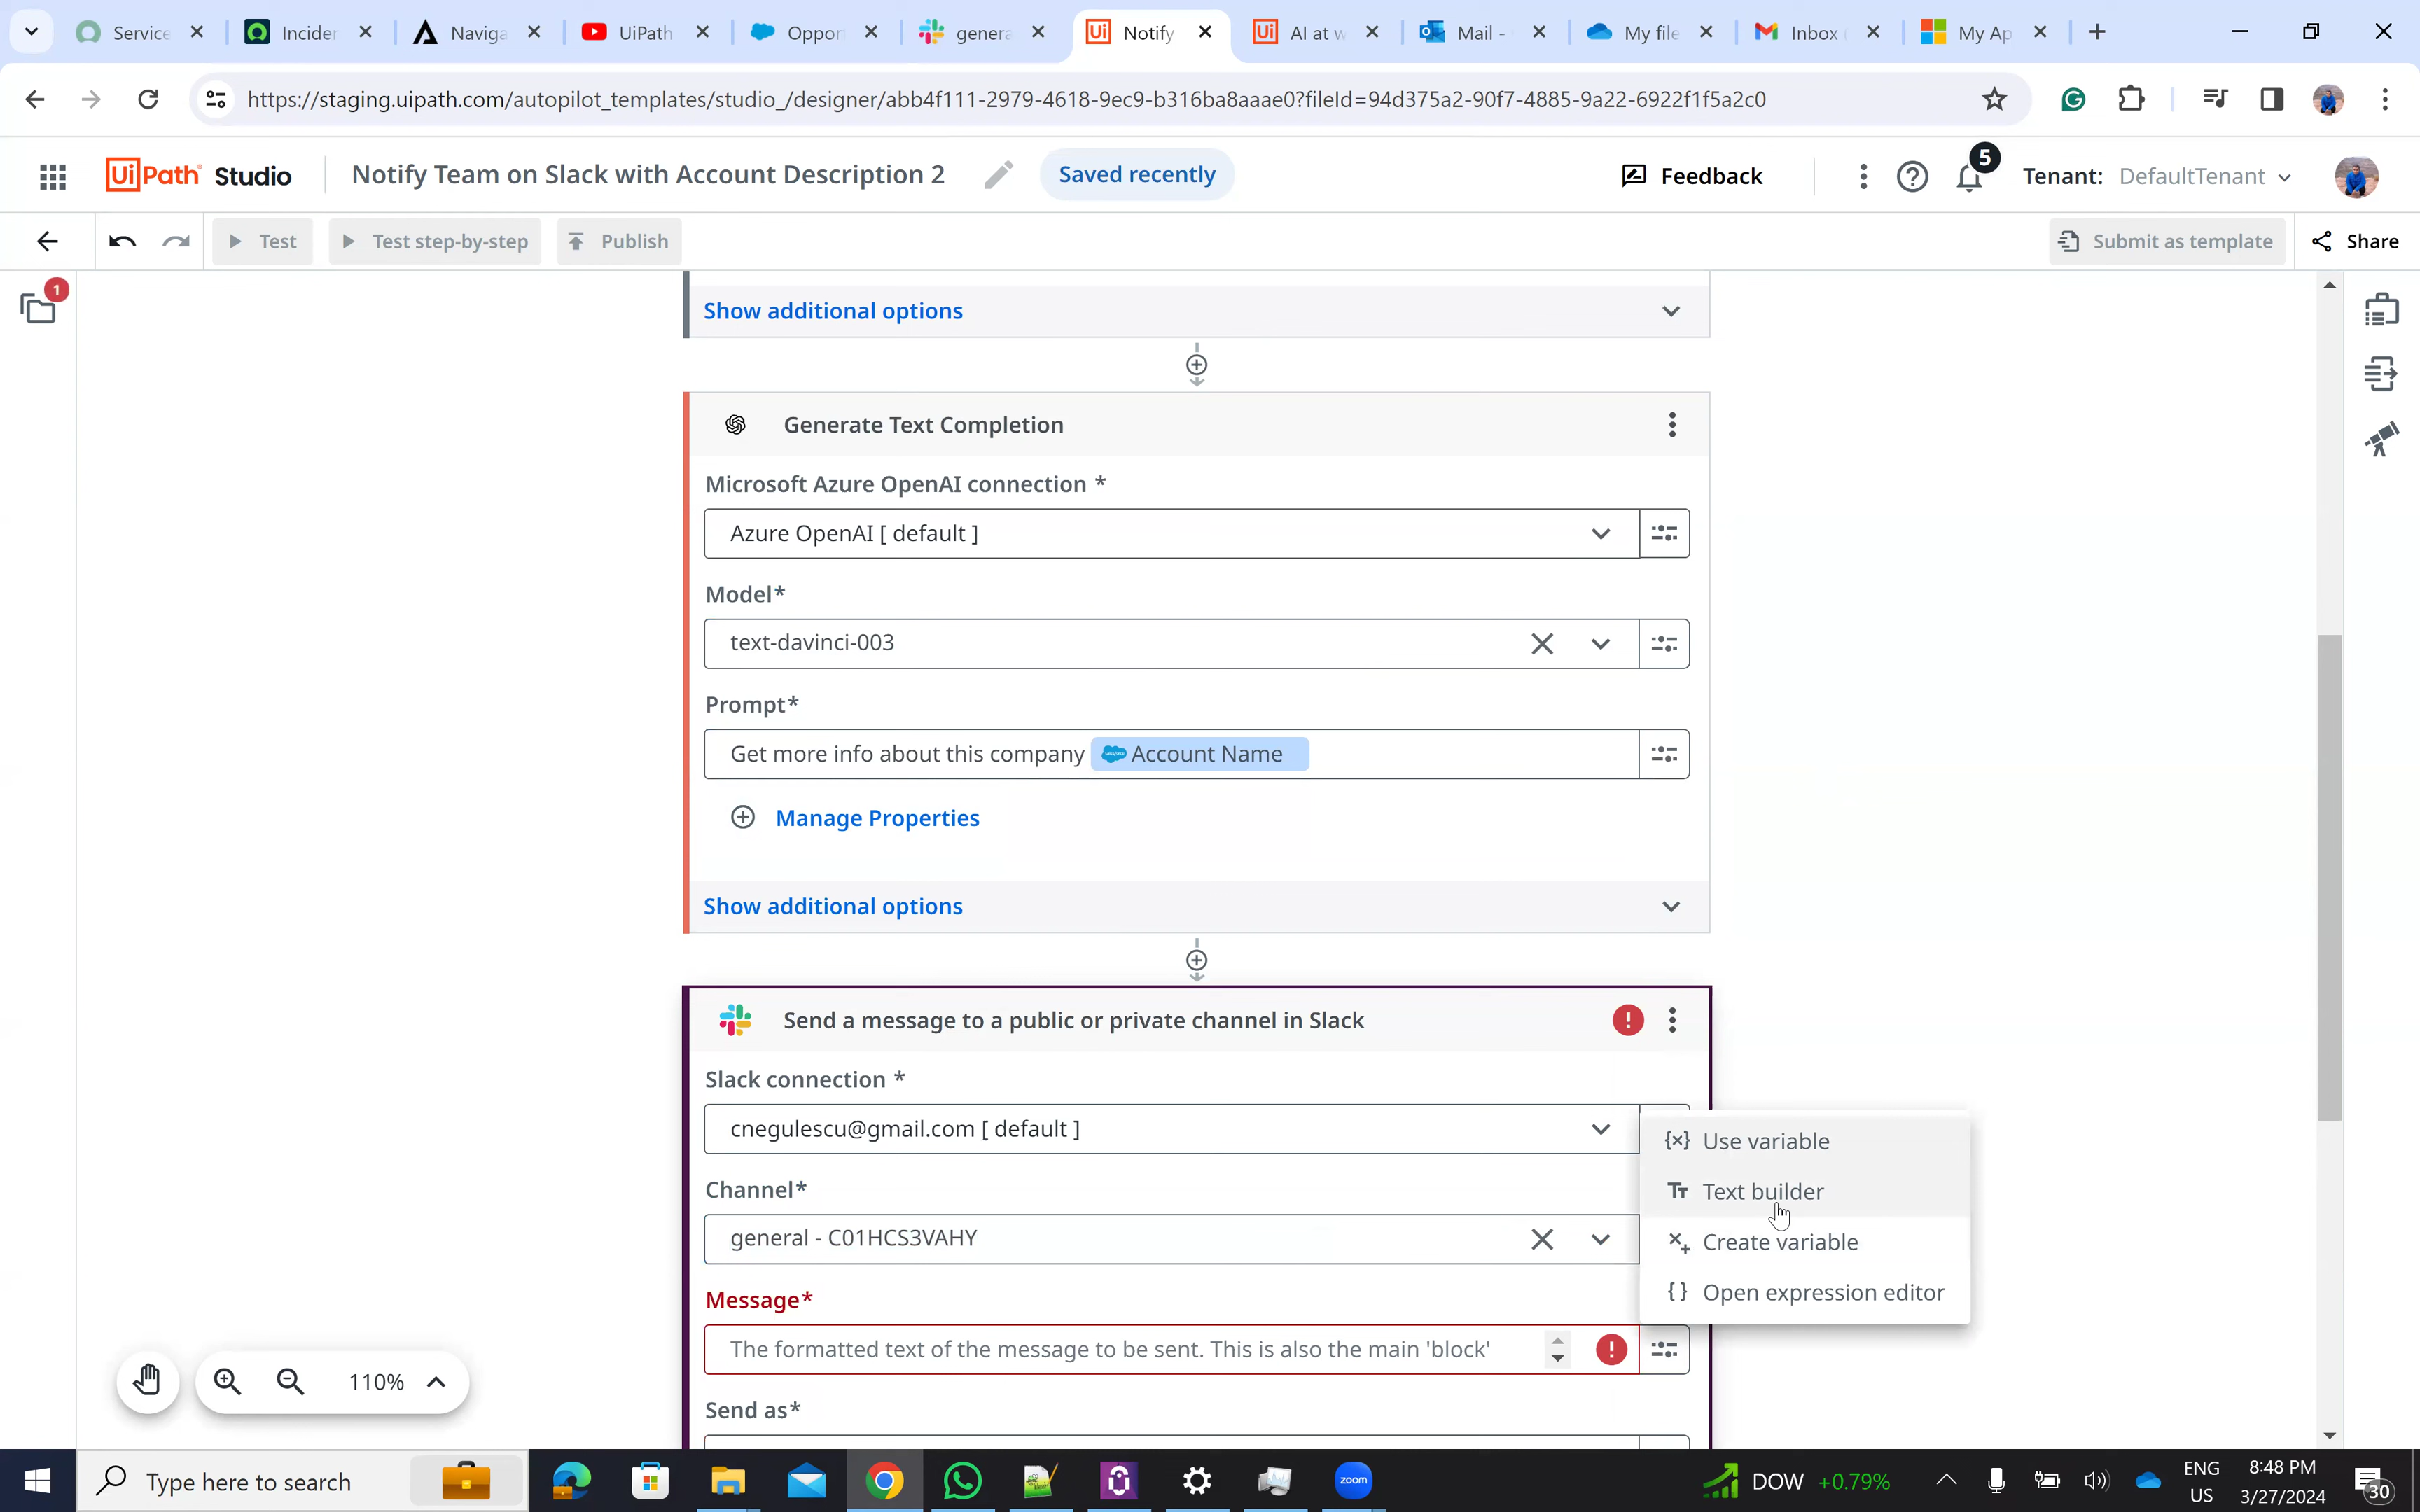 Service
Incider
Naviga
UiPath
Oppor
genera
Notify
AI at w
Mail -
My file
Inbox
My Ap
https://staging.uipath.com/autopilot_templates/studio_/designer/abb4f111-2979-4618-9ec9-b316ba8aaae0?fileId=94d375a2-90f7-4885-9a22-6922f1f5a2c0
UiPath Studio
Notify Team on Slack with Account Description 2
Saved recently
Feedback
5
Tenant: DefaultTenant
Test
Test step-by-step
Publish
Submit as template
Share
1
Show additional options
Generate Text Completion
Microsoft Azure OpenAI connection *
Azure OpenAI [ default ]
Model*
text-davinci-003
Prompt*
Get more info about this company Account Name
Manage Properties
Show additional options
Send a message to a public or private channel in Slack
Slack connection *
cnegulescu@gmail.com [ default ]
Use variable
Text builder
Create variable
Open expression editor
Channel*
general - C01HCS3VAHY
Message*
The formatted text of the message to be sent. This is also the main 'block'
Send as*
110%
Type here to search
zoom
DOW +0.79%
ENG
US
8:48 PM
3/27/2024
30